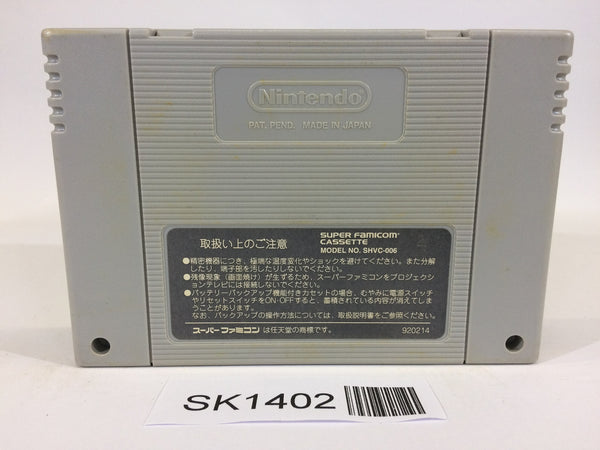 Nintendo
PAT. PEND. MADE IN JAPAN
取扱い上のご注意
SUPER FAMICOM
CASSETTE
MODEL NO. SHVC-006
●精密機器につき、極端な温度変化やショックを避けてください。また分解
したり、端子部を汚したりしないでください。
●残像現象（画面焼け）が生ずるため、スーパーファミコンをプロジェクシ
ョンテレビには接続しないでください。
●バッテリーバックアップ機能付きカセットの場合、むやみに電源スイッチ
やリセットスイッチをON・OFFすると、蓄積されている内容が消えてしま
うことがあります。
なお、バックアップの操作方法については、取扱説明書をご参照ください。
スーパーファミコンは任天堂の商標です。
920214
SK1402